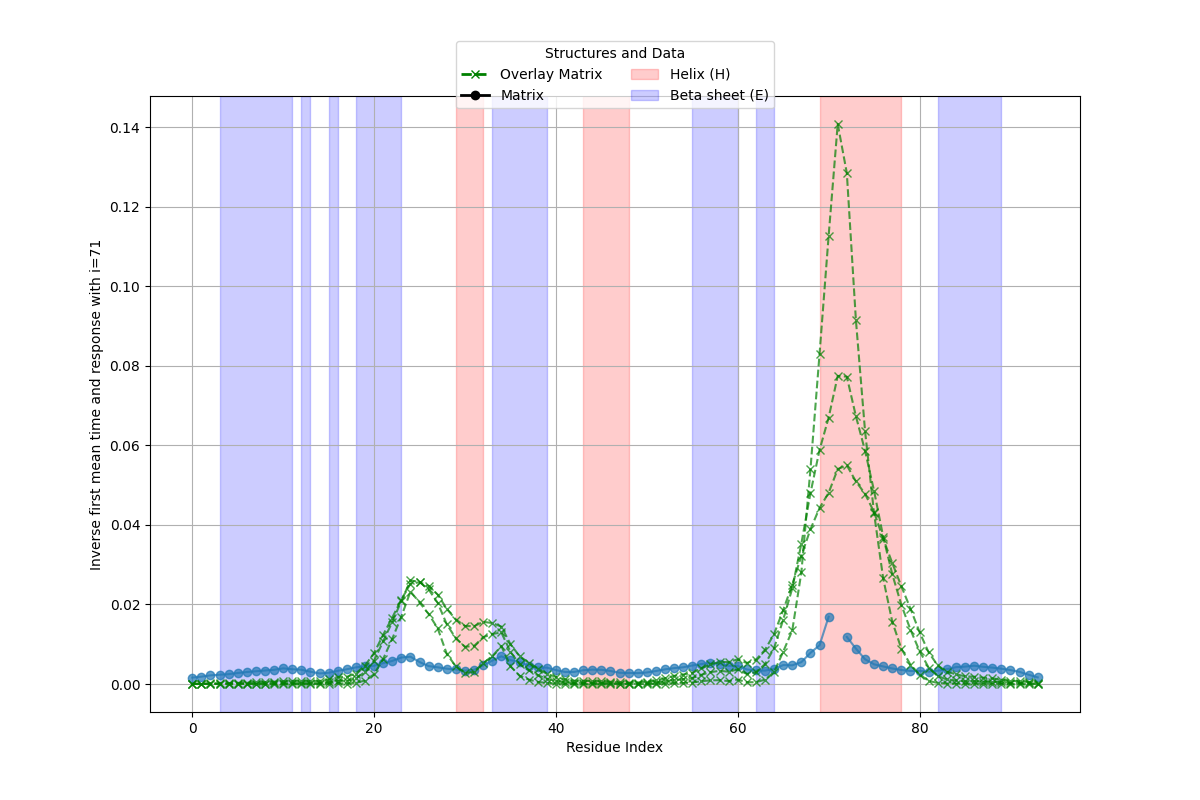 Structures and Data
Overlay Matrix
Helix (H)
Matrix
Beta sheet (E)
0.14
0.12
0.10
0.08
0.06
0.04
0.02
0.00
Inverse first mean time and response with i=71
0
20
40
60
80
Residue Index